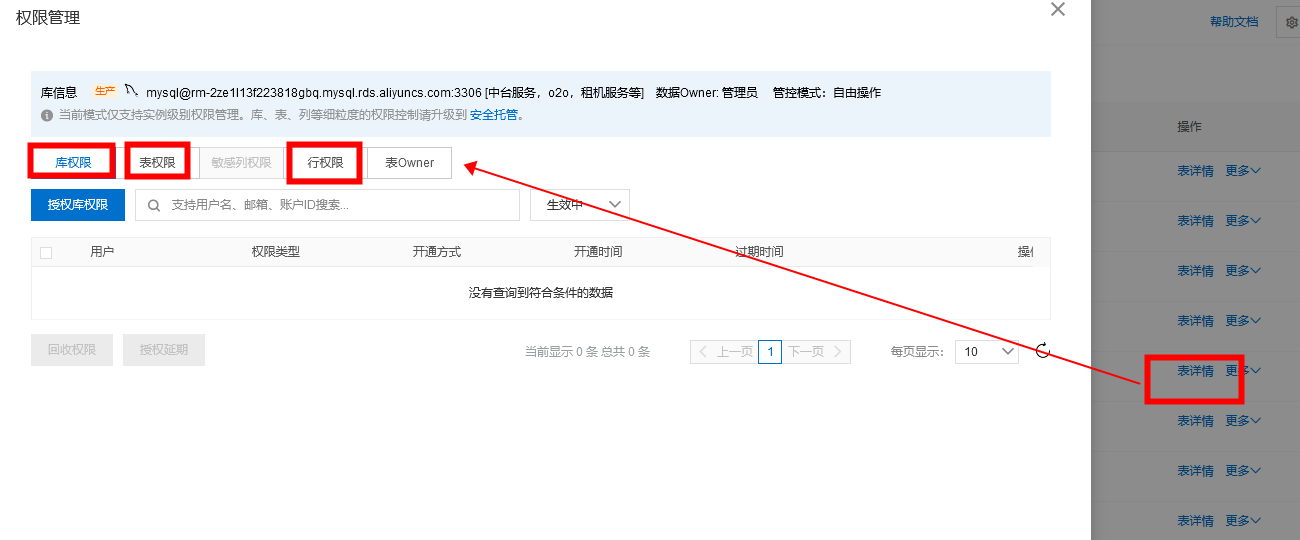 权限管理
帮助文档
库信息 生产 mysql@rm-2ze1l13f223818gbq.mysql.rds.aliyuncs.com:3306 [中台服务，o2o，租机服务等] 数据Owner: 管理员 管控模式：自由操作
当前模式仅支持实例级别权限管理。库、表、列等细粒度的权限控制请升级到 安全托管。
操作
库权限 表权限 敏感列权限 行权限 表Owner
表详情 更多
授权库权限 支持用户名、邮箱、账户ID搜索... 生效中
表详情 更多
用户 权限类型 开通方式 开通时间 过期时间 操作
表详情 更多
没有查询到符合条件的数据
表详情 更多
回收权限 授权延期 当前显示 0 条 总共 0 条 上一页 1 下一页 每页显示： 10
表详情 更多
表详情 更多
表详情 更多
表详情 更多